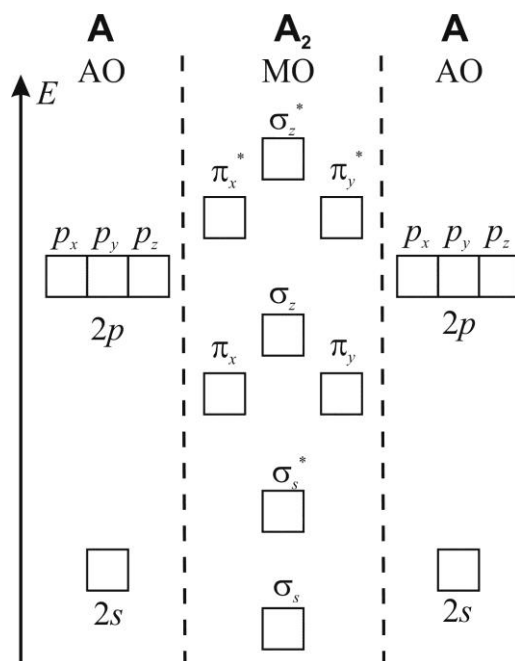 A A₂ A
AO MO AO
E
σz*
πx* πy*
px py pz px py pz
σz
2p 2p
πx πy
σs*
σs
2s 2s